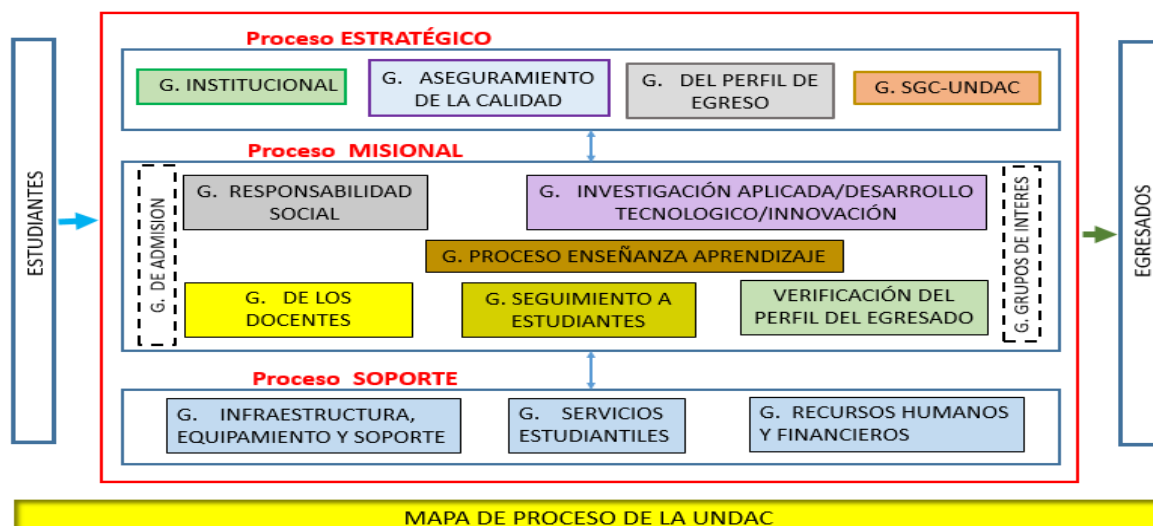 Proceso ESTRATÉGICO
G. INSTITUCIONAL
G. ASEGURAMIENTO
DE LA CALIDAD
G. DEL PERFIL DE
EGRESO
G. SGC-UNDAC
ESTUDIANTES
Proceso MISIONAL
G. DE ADMISION
G. RESPONSABILIDAD
SOCIAL
G. INVESTIGACIÓN APLICADA/DESARROLLO
TECNOLOGICO/INNOVACIÓN
G. PROCESO ENSEÑANZA APRENDIZAJE
G. DE LOS
DOCENTES
G. SEGUIMIENTO A
ESTUDIANTES
VERIFICACIÓN DEL
PERFIL DEL EGRESADO
G. GRUPOS DE INTERES
EGRESADOS
Proceso SOPORTE
G. INFRAESTRUCTURA,
EQUIPAMIENTO Y SOPORTE
G. SERVICIOS
ESTUDIANTILES
G. RECURSOS HUMANOS
Y FINANCIEROS
MAPA DE PROCESO DE LA UNDAC